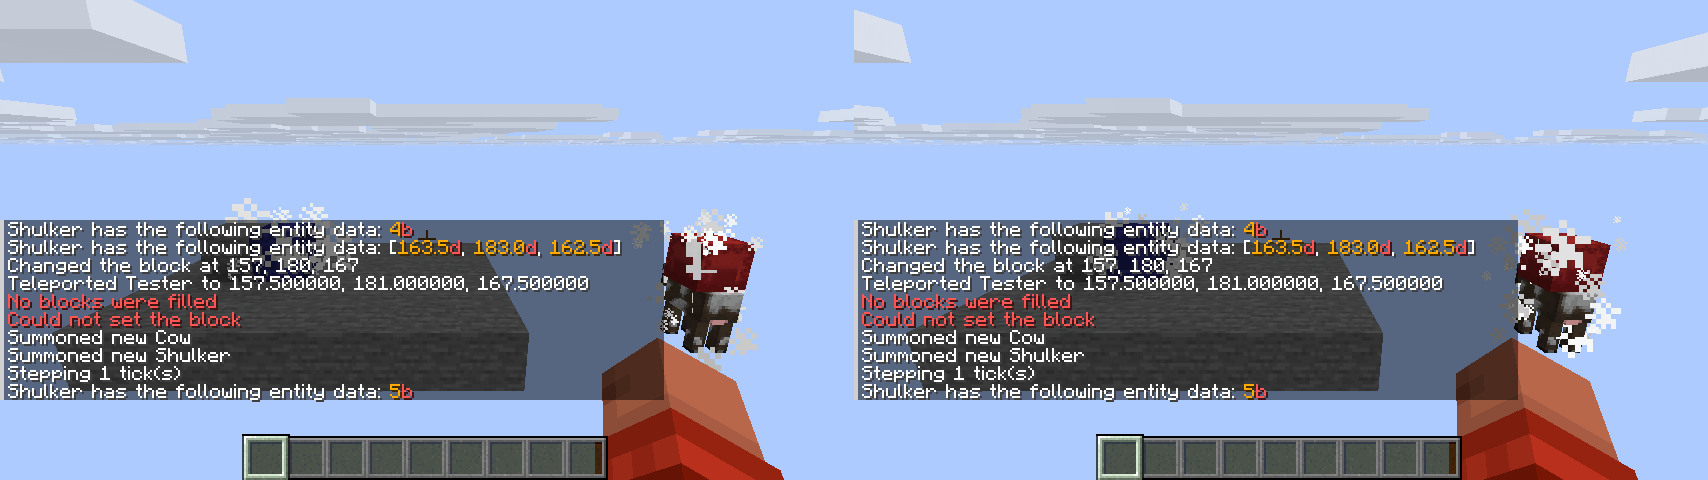 Shulker has the following entity data: 4b
Shulker has the following entity data: [163.5d, 183.0d, 162.5d]
Changed the block at 157, 180, 167
Teleported Tester to 157.500000, 181.000000, 167.500000
No blocks were filled
Could not set the block
Summoned new Cow
Summoned new Shulker
Stepping 1 tick(s)
Shulker has the following entity data: 5b
Shulker has the following entity data: 4b
Shulker has the following entity data: [163.5d, 183.0d, 162.5d]
Changed the block at 157, 180, 167
Teleported Tester to 157.500000, 181.000000, 167.500000
No blocks were filled
Could not set the block
Summoned new Cow
Summoned new Shulker
Stepping 1 tick(s)
Shulker has the following entity data: 5b